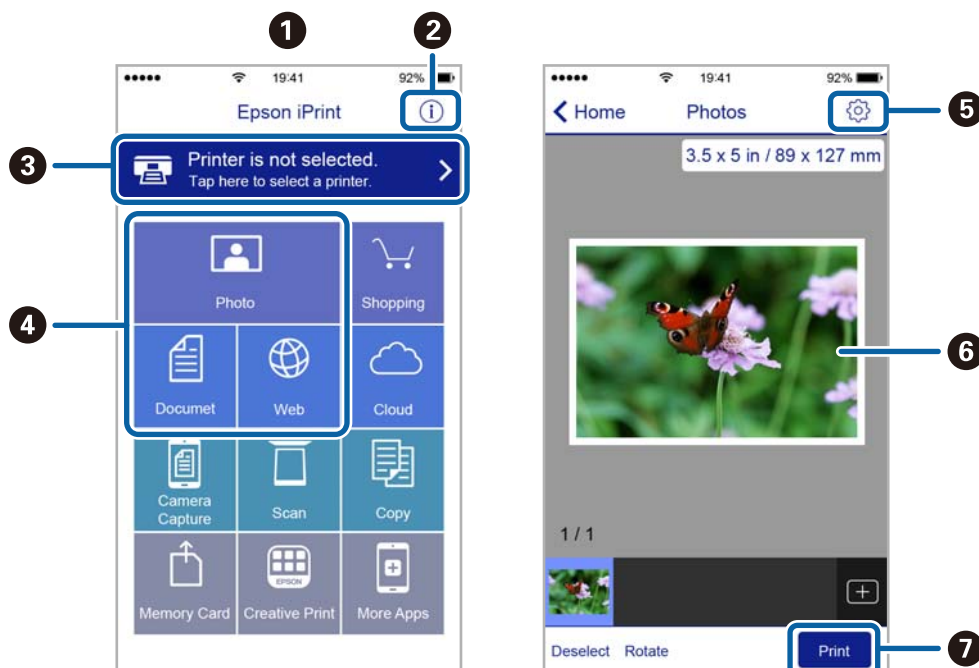 1
2
19:41
92%
Epson iPrint
3
Printer is not selected.
Tap here to select a printer.
4
Photo
Shopping
Documet
Web
Cloud
Camera
Capture
Scan
Copy
EPSON
Memory Card
Creative Print
More Apps
19:41
92%
Home
Photos
5
3.5 x 5 in / 89 x 127 mm
6
1 / 1
Deselect
Rotate
Print
7